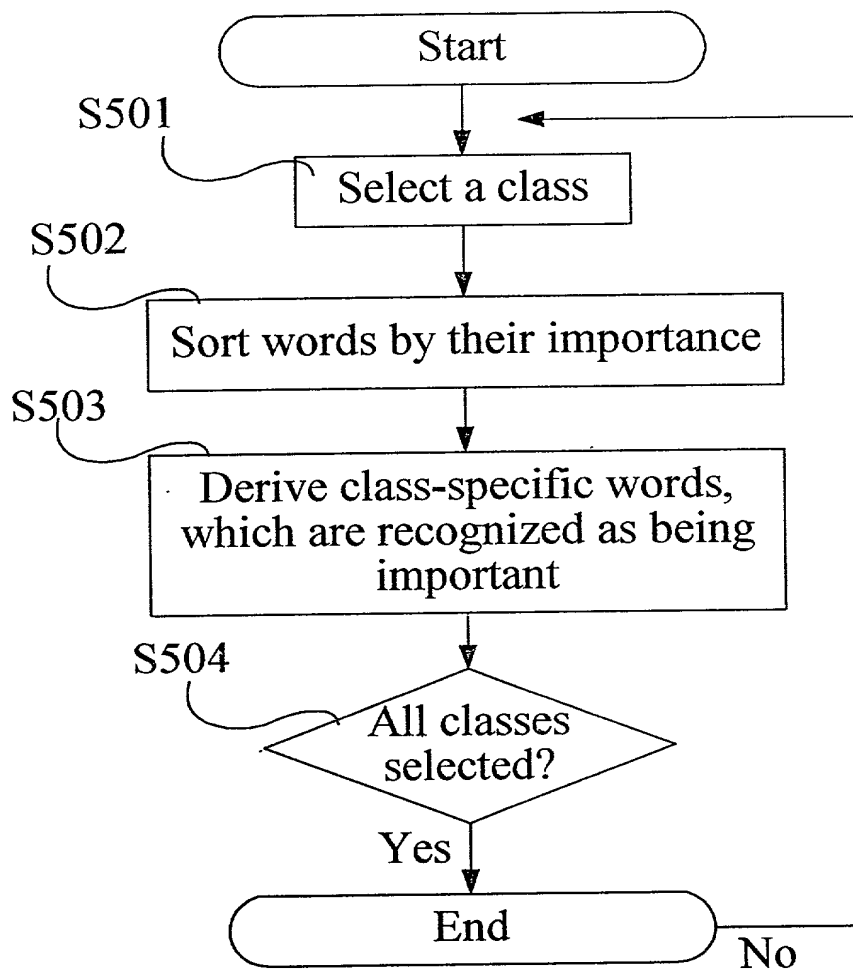 Start
S501
Select a class
S502
Sort words by their importance
S503
Derive class-specific words,
which are recognized as being
important
S504
All classes
selected?
Yes
End
No